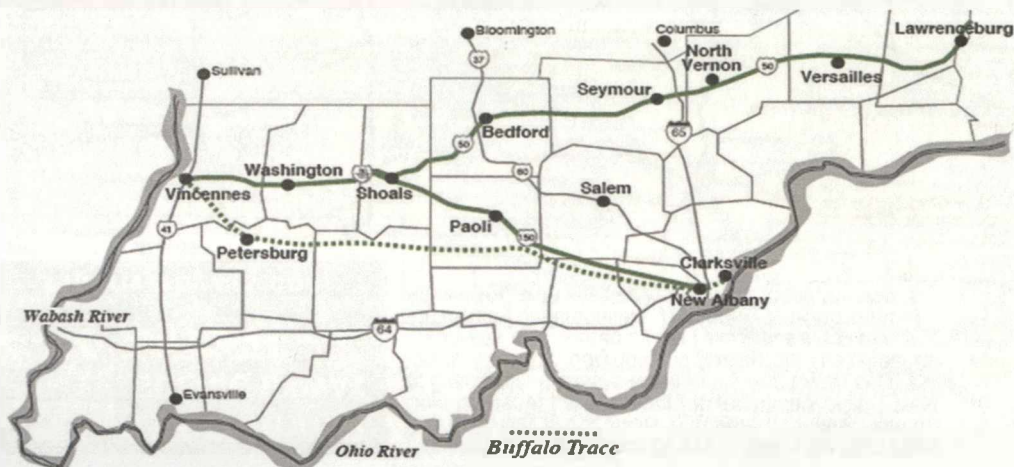 Bloomington
Columbus
Lawrenceburg
North
Vernon
37
50
Versailles
Sullivan
Seymour
Bedford
65
50
Washington
Vincennes
Shoals
60
Salem
Paoli
41
150
Petersburg
Clarksville
New Albany
Wabash River
64
Evansville
Ohio River
Buffalo Trace